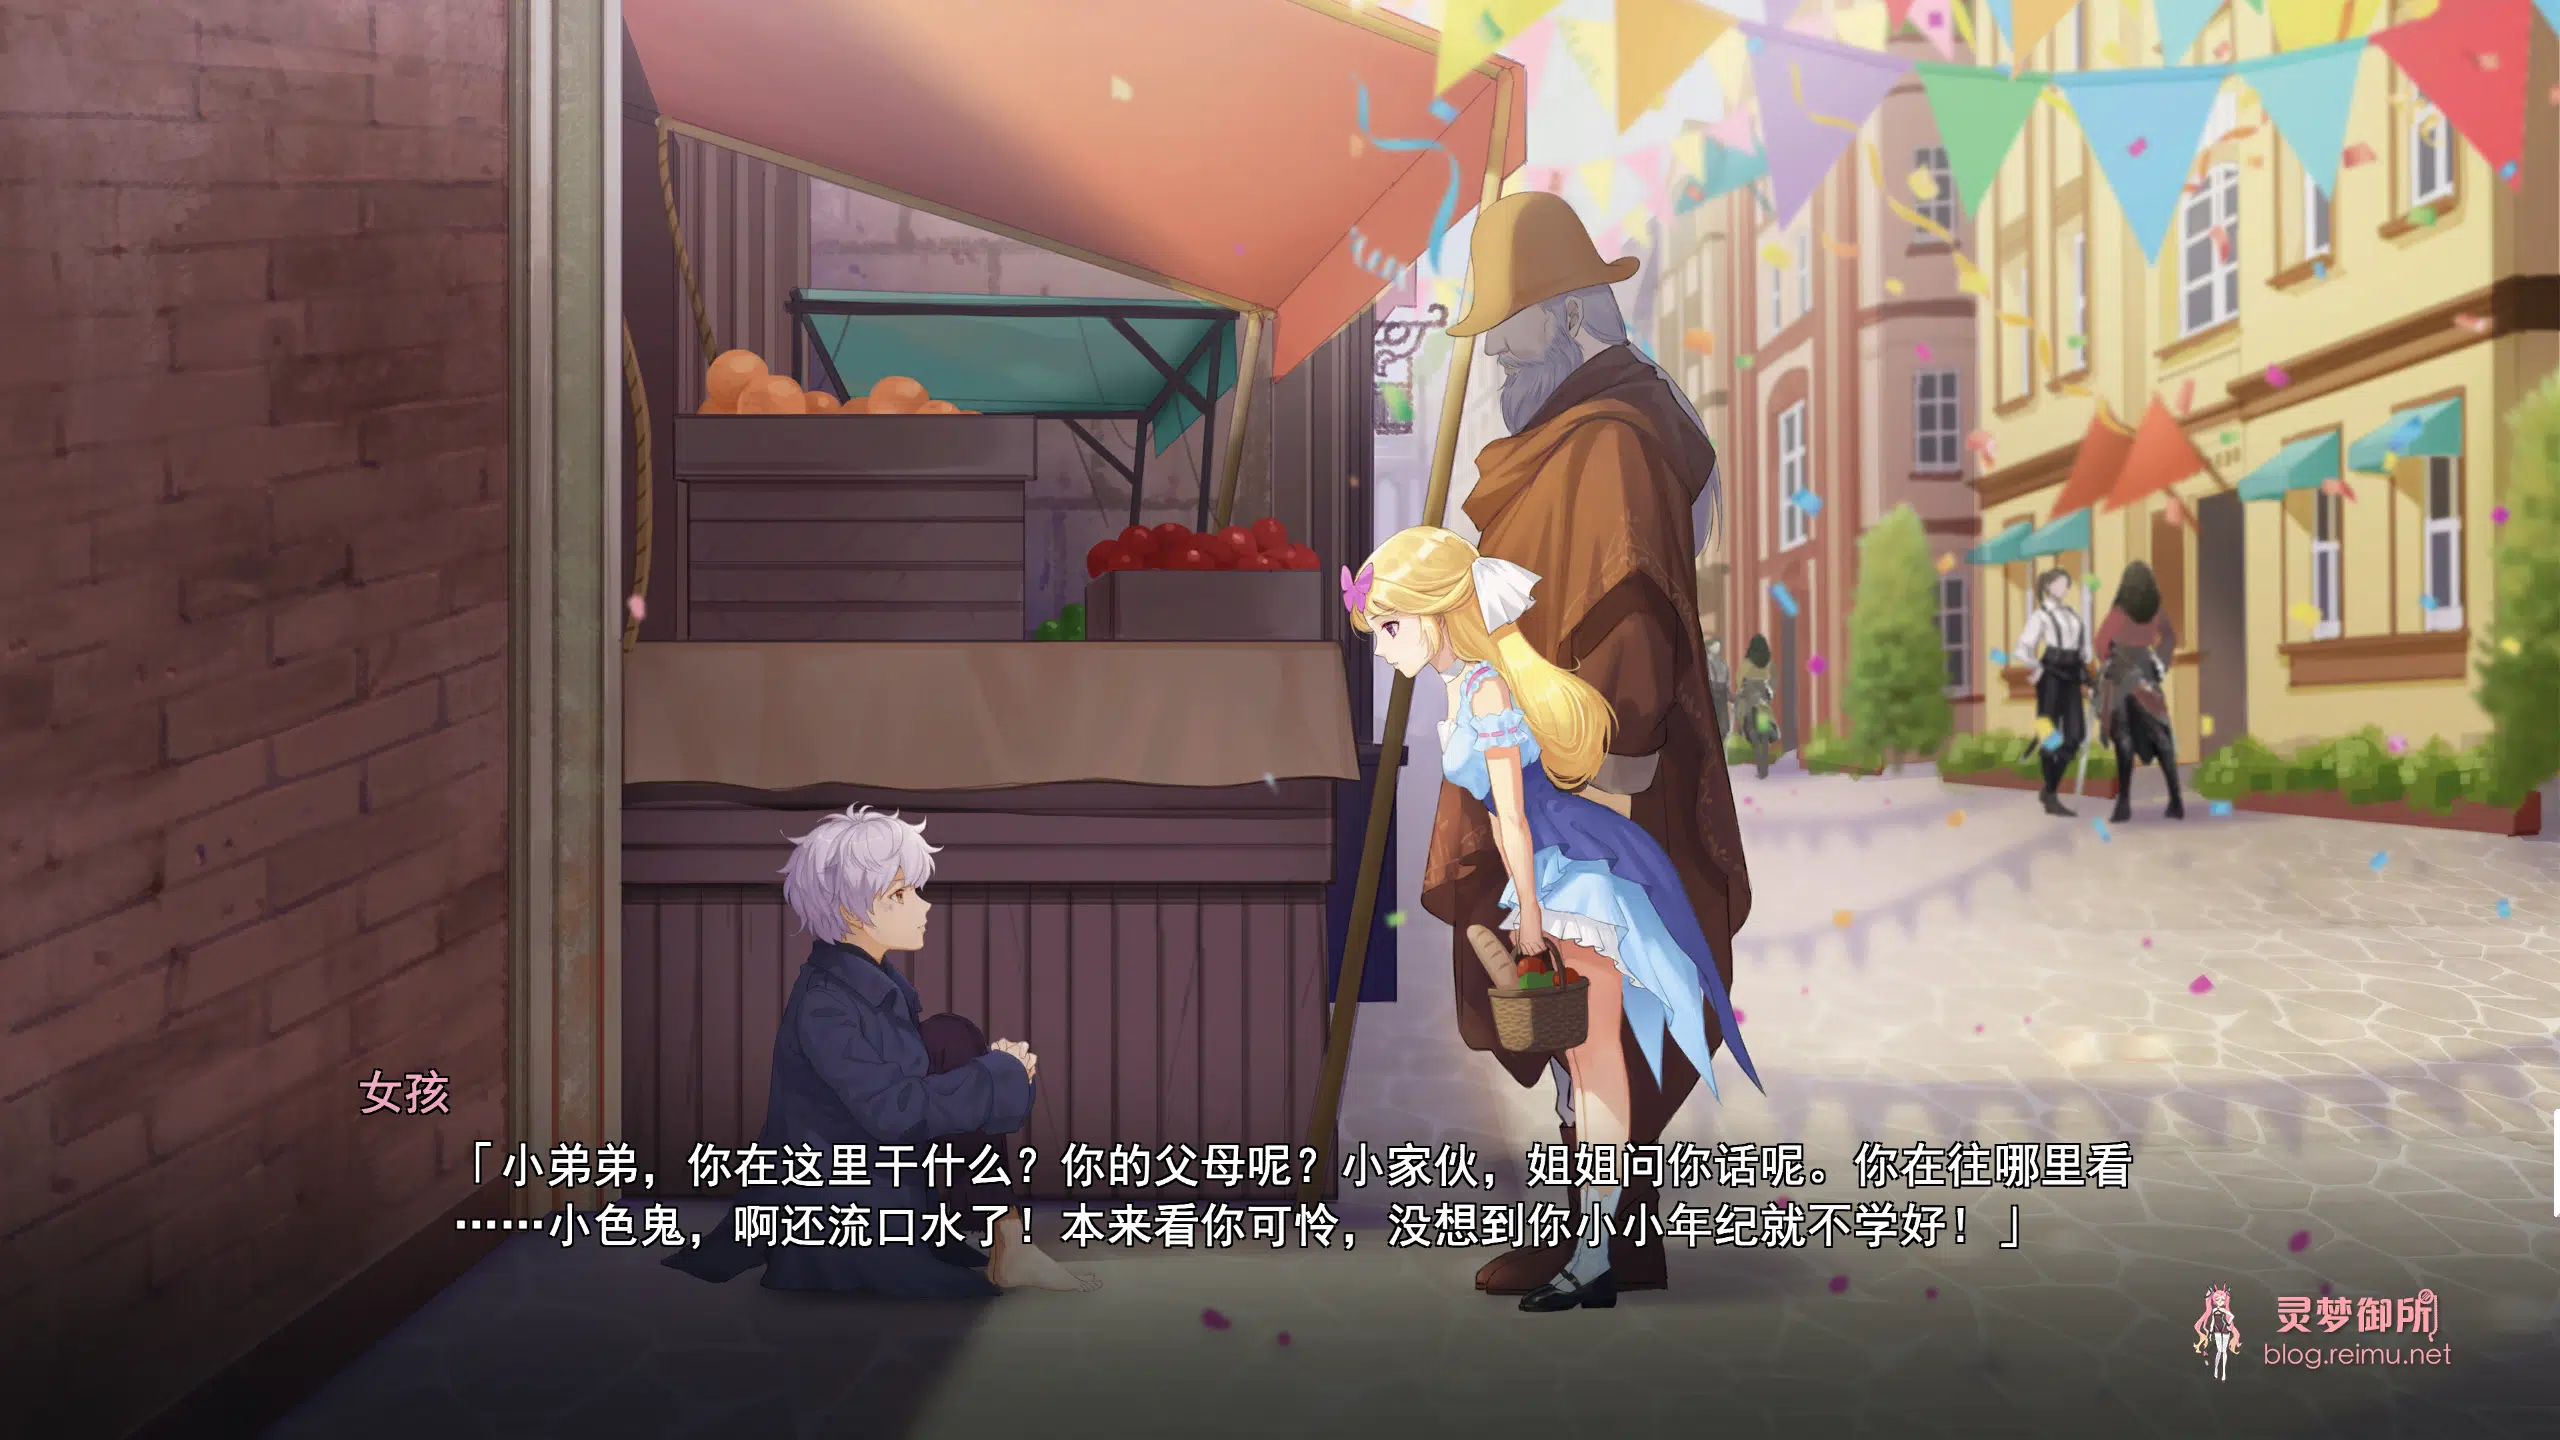 女孩
「小弟弟，你在这里干什么？你的父母呢？小家伙，姐姐问你话呢。你在往哪里看
……小色鬼，啊还流口水了！本来看你可怜，没想到你小小年纪就不学好！」
灵梦御所
blog.reimu.net